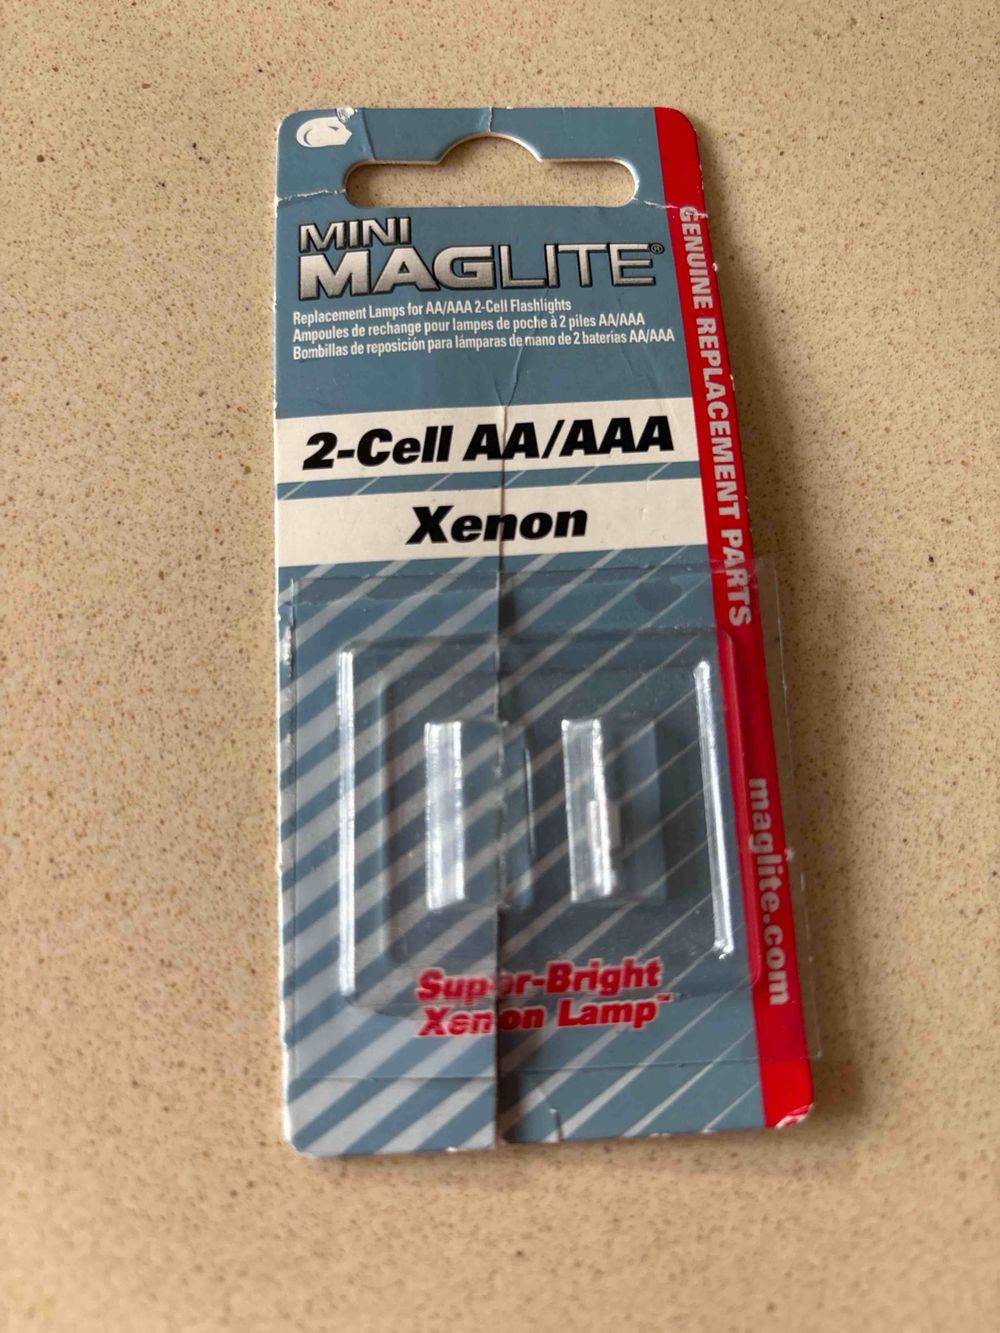 MINI
MAGLITE®
Replacement Lamps for AA/AAA 2-Cell Flashlights
Ampoules de rechange pour lampes de poche à 2 piles AA/AAA
Bombillas de reposición para lámparas de mano de 2 baterías AA/AAA
2-Cell AA/AAA
Xenon
GENUINE REPLACEMENT PARTS
maglite.com
Super-Bright
Xenon Lamp™